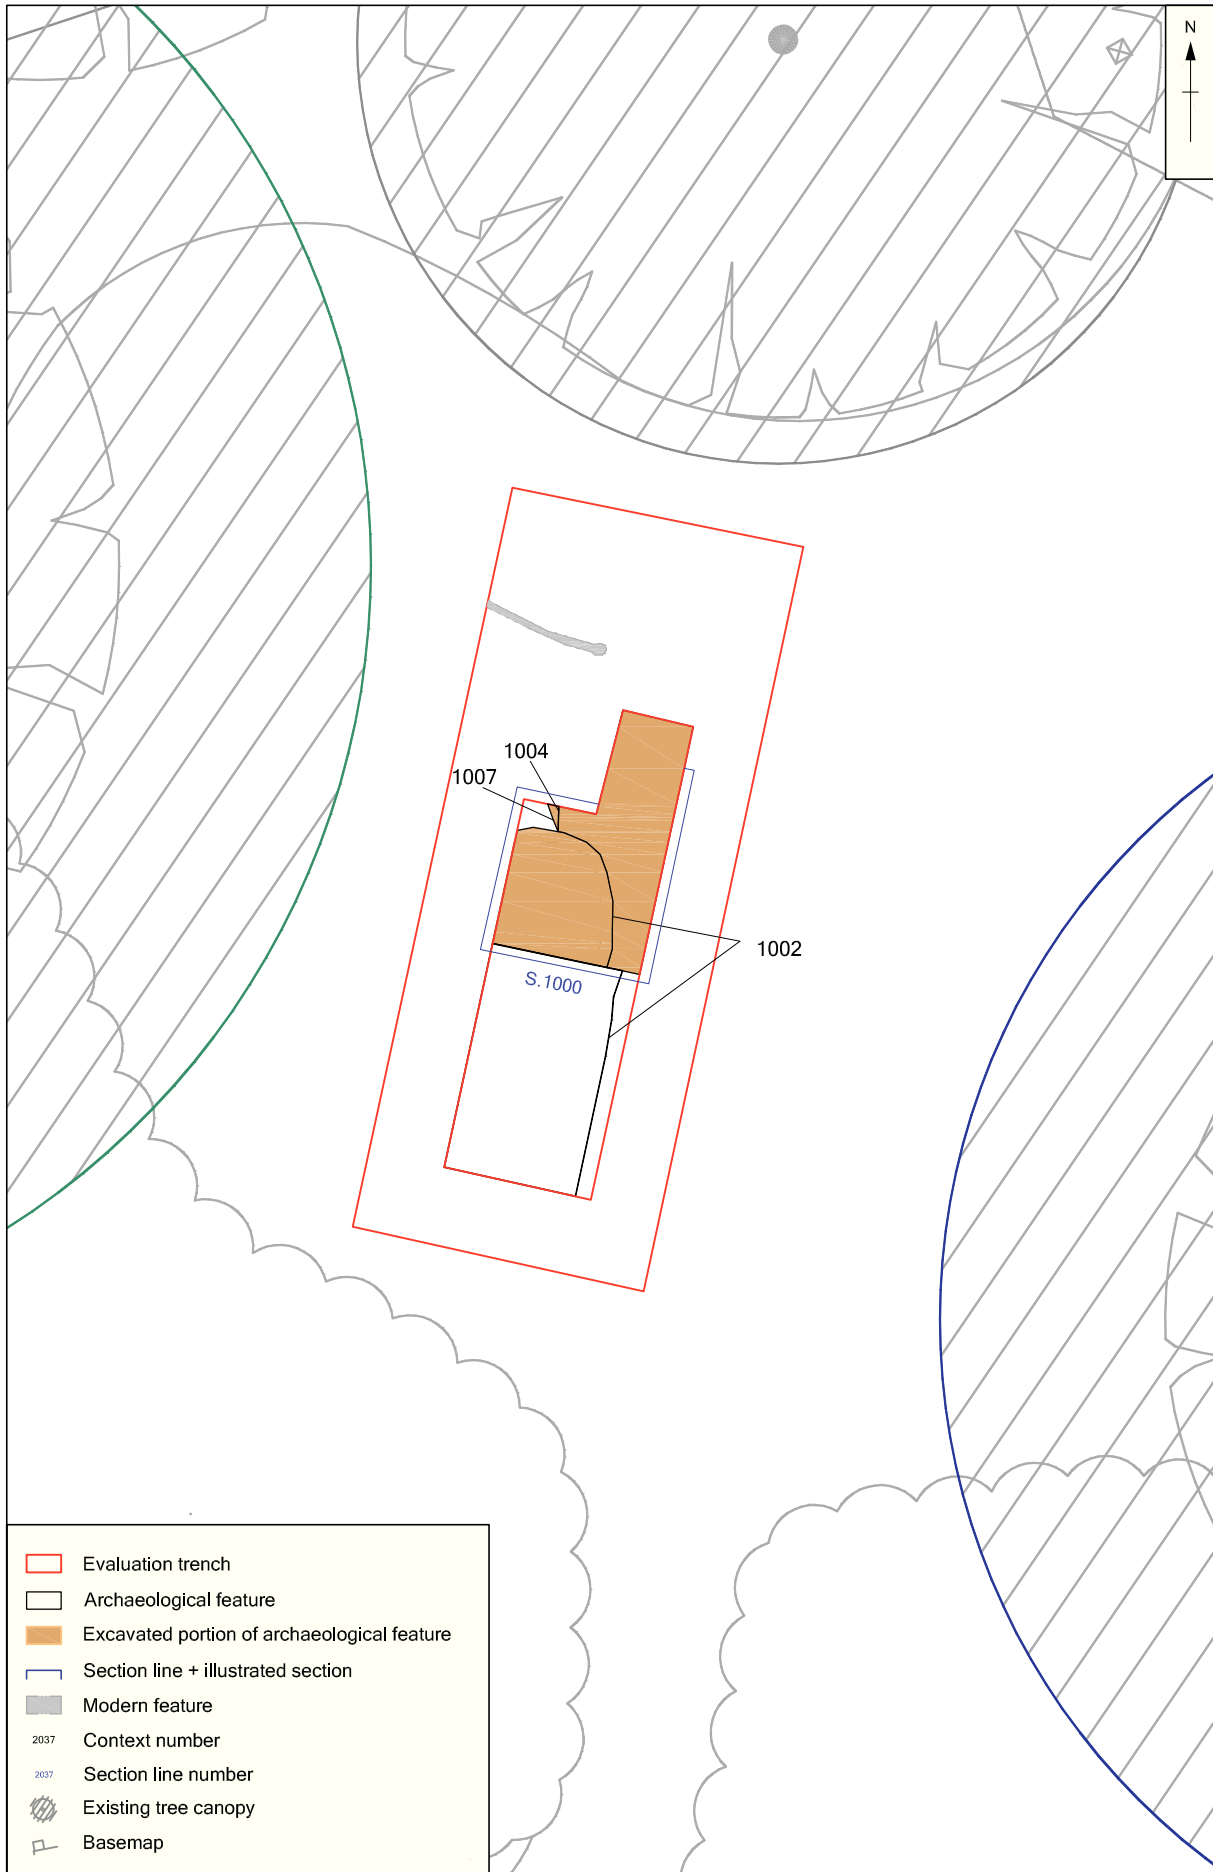 N
1004
1007
1002
S.1000
Evaluation trench
Archaeological feature
Excavated portion of archaeological feature
Section line + illustrated section
Modern feature
2037 Context number
2037 Section line number
Existing tree canopy
Basemap